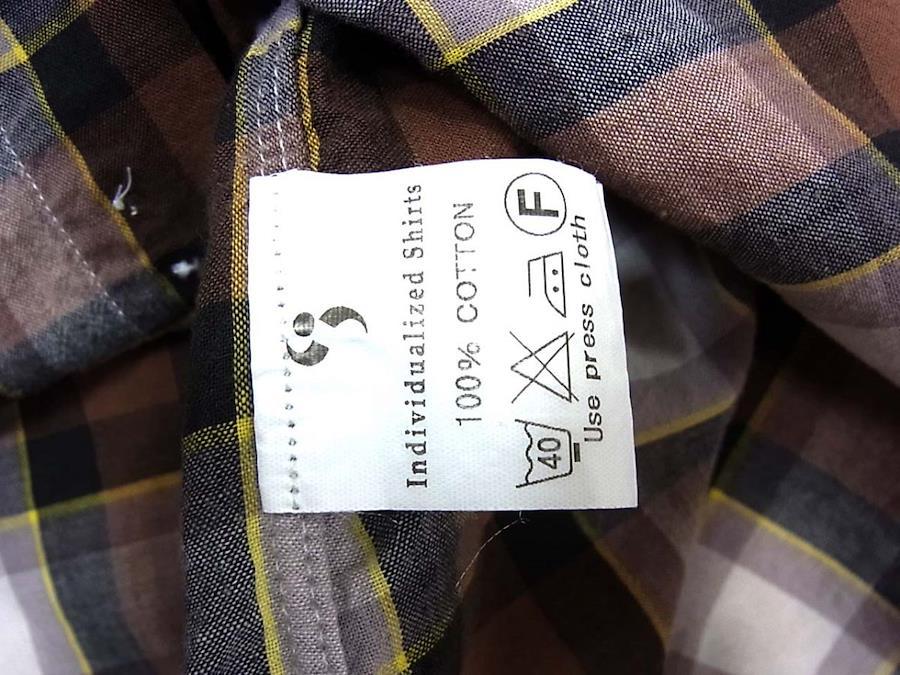 Individualized Shirts
100% COTTON
40 F
Use press cloth